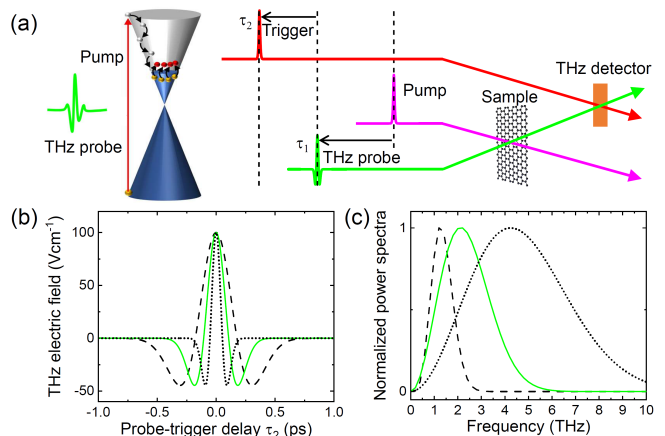 (a)
τ2
Trigger
Pump
THz detector
Pump
Sample
THz probe
τ1
THz probe
(b)
(c)
THz electric field (Vcm-1)
100
50
0
-50
-1.0 -0.5 0.0 0.5 1.0
Probe-trigger delay τ2 (ps)
Normalized power spectra
1
0
0 1 2 3 4 5 6 7 8 9 10
Frequency (THz)